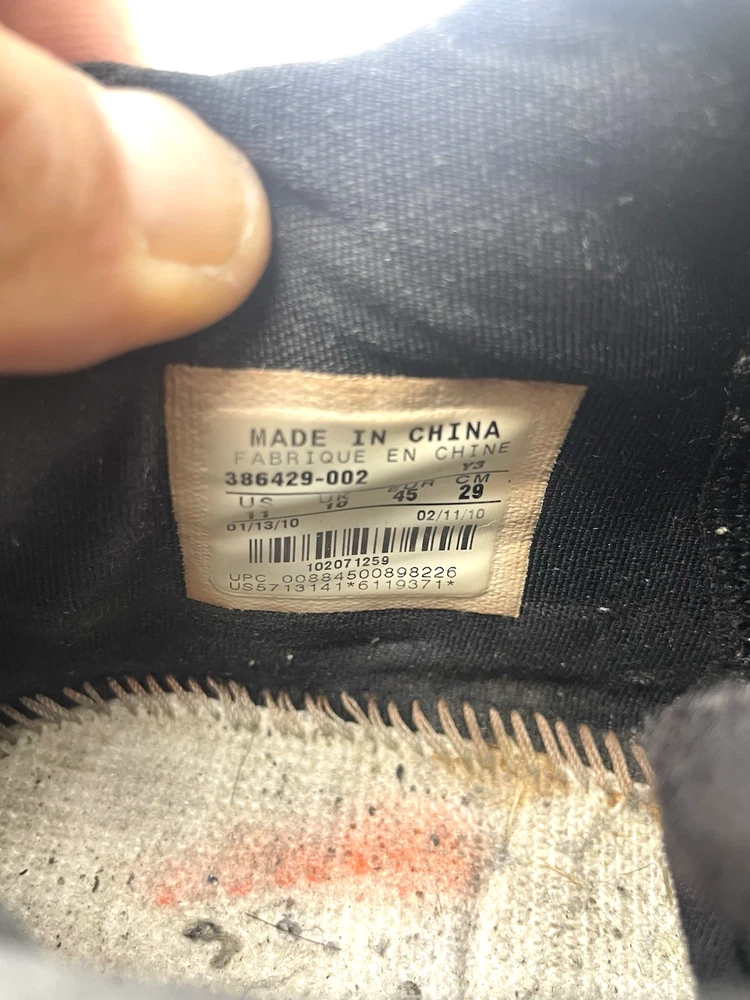 MADE IN CHINA
FABRIQUE EN CHINE
386429-002 Y3
US UK EUR CM
11 10 45 29
01/13/10 02/11/10
102071259
UPC 00884500898226
US5713141*6119371*